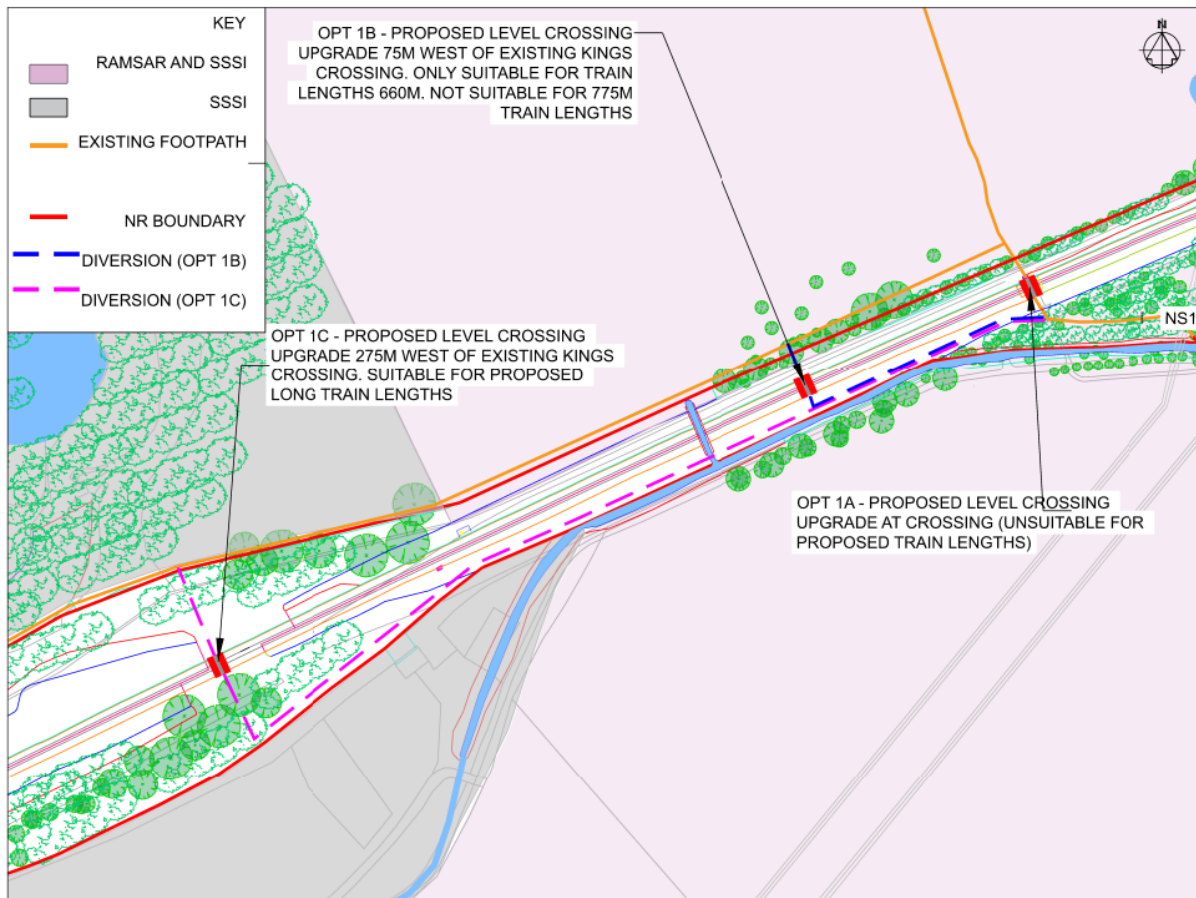 KEY
RAMSAR AND SSSI
SSSI
EXISTING FOOTPATH
NR BOUNDARY
DIVERSION (OPT 1B)
DIVERSION (OPT 1C)
OPT 1B - PROPOSED LEVEL CROSSING
UPGRADE 75M WEST OF EXISTING KINGS
CROSSING. ONLY SUITABLE FOR TRAIN
LENGTHS 660M. NOT SUITABLE FOR 775M
TRAIN LENGTHS
N
NS1
OPT 1C - PROPOSED LEVEL CROSSING
UPGRADE 275M WEST OF EXISTING KINGS
CROSSING. SUITABLE FOR PROPOSED
LONG TRAIN LENGTHS
OPT 1A - PROPOSED LEVEL CROSSING
UPGRADE AT CROSSING (UNSUITABLE FOR
PROPOSED TRAIN LENGTHS)